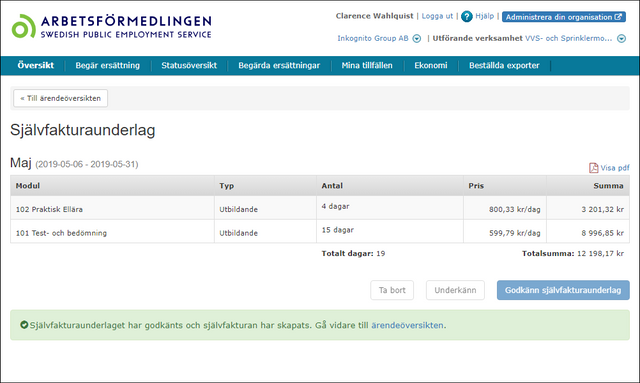 ARBETSFÖRMEDLINGEN
SWEDISH PUBLIC EMPLOYMENT SERVICE
Clarence Wahlquist | Logga ut | ? Hjälp | Administrera din organisation
Inkognito Group AB | Utförande verksamhet VVS- och Sprinklermo...
Översikt Begär ersättning Statusöversikt Begärda ersättningar Mina tillfällen Ekonomi Beställda exporter
« Till ärendeöversikten
Självfakturaunderlag
Maj (2019-05-06 - 2019-05-31)
Visa pdf
Modul Typ Antal Pris Summa
102 Praktisk Ellära Utbildande 4 dagar 800,33 kr/dag 3 201,32 kr
101 Test- och bedömning Utbildande 15 dagar 599,79 kr/dag 8 996,85 kr
Totalt dagar: 19 Totalsumma: 12 198,17 kr
Ta bort Underkänn Godkänn självfakturaunderlag
Självfakturaunderlaget har godkänts och självfakturan har skapats. Gå vidare till ärendeöversikten.